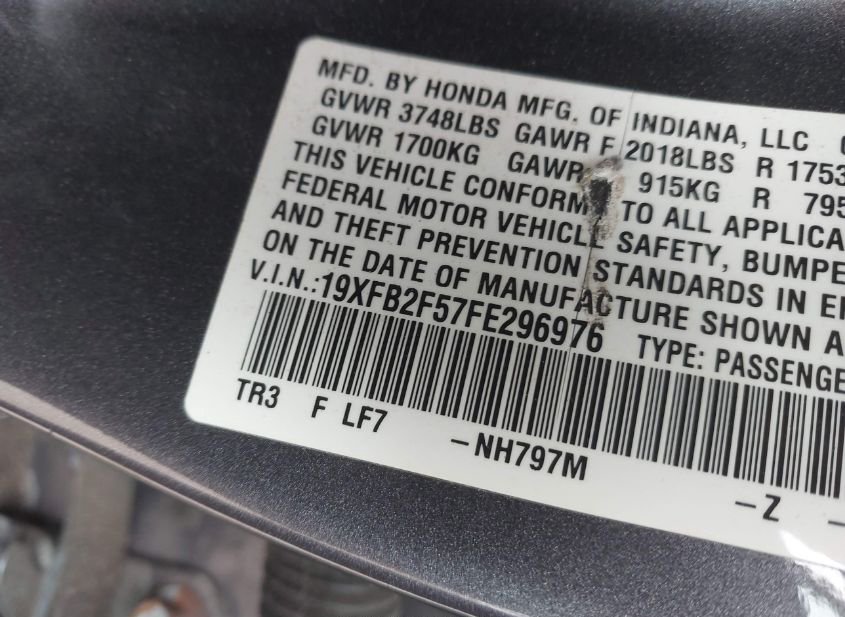 MFD. BY HONDA MFG. OF INDIANA, LLC
GVWR 3748LBS GAWR F 2018LBS R 1753
GVWR 1700KG GAWR 915KG R 795
THIS VEHICLE CONFORM TO ALL APPLICA
FEDERAL MOTOR VEHICLE SAFETY, BUMPE
AND THEFT PREVENTION STANDARDS IN
ON THE DATE OF MANUFACTURE SHOWN A
V.I.N.:19XFB2F57FE296976 TYPE: PASSENGE
TR3 F LF7 -NH797M -Z -